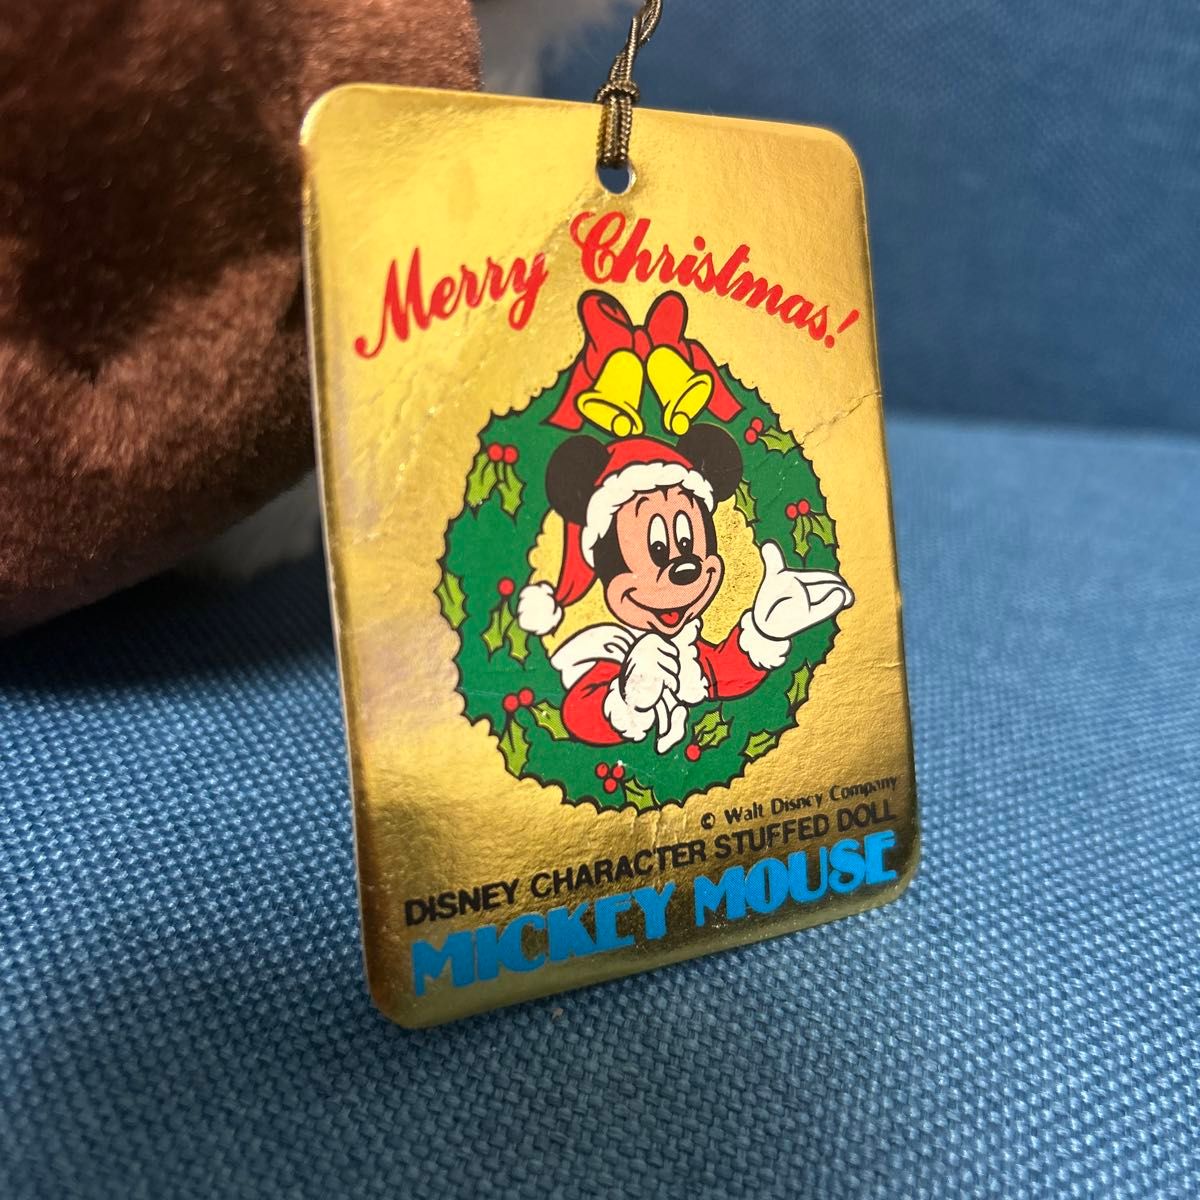 Merry Christmas!
© Walt Disney Company
DISNEY CHARACTER STUFFED DOLL
MICKEY MOUSE